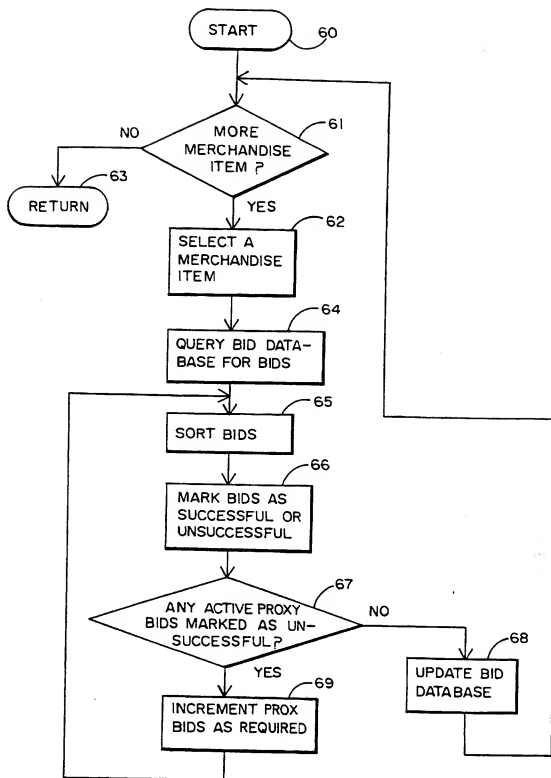 START
60
61
NO
MORE
MERCHANDISE
ITEM ?
63
RETURN
YES
62
SELECT A
MERCHANDISE
ITEM
64
QUERY BID DATA-
BASE FOR BIDS
65
SORT BIDS
66
MARK BIDS AS
SUCCESSFUL OR
UNSUCCESSFUL
67
ANY ACTIVE PROXY
BIDS MARKED AS UN-
SUCCESSFUL?
NO
68
UPDATE BID
DATABASE
YES
69
INCREMENT PROX
BIDS AS REQUIRED